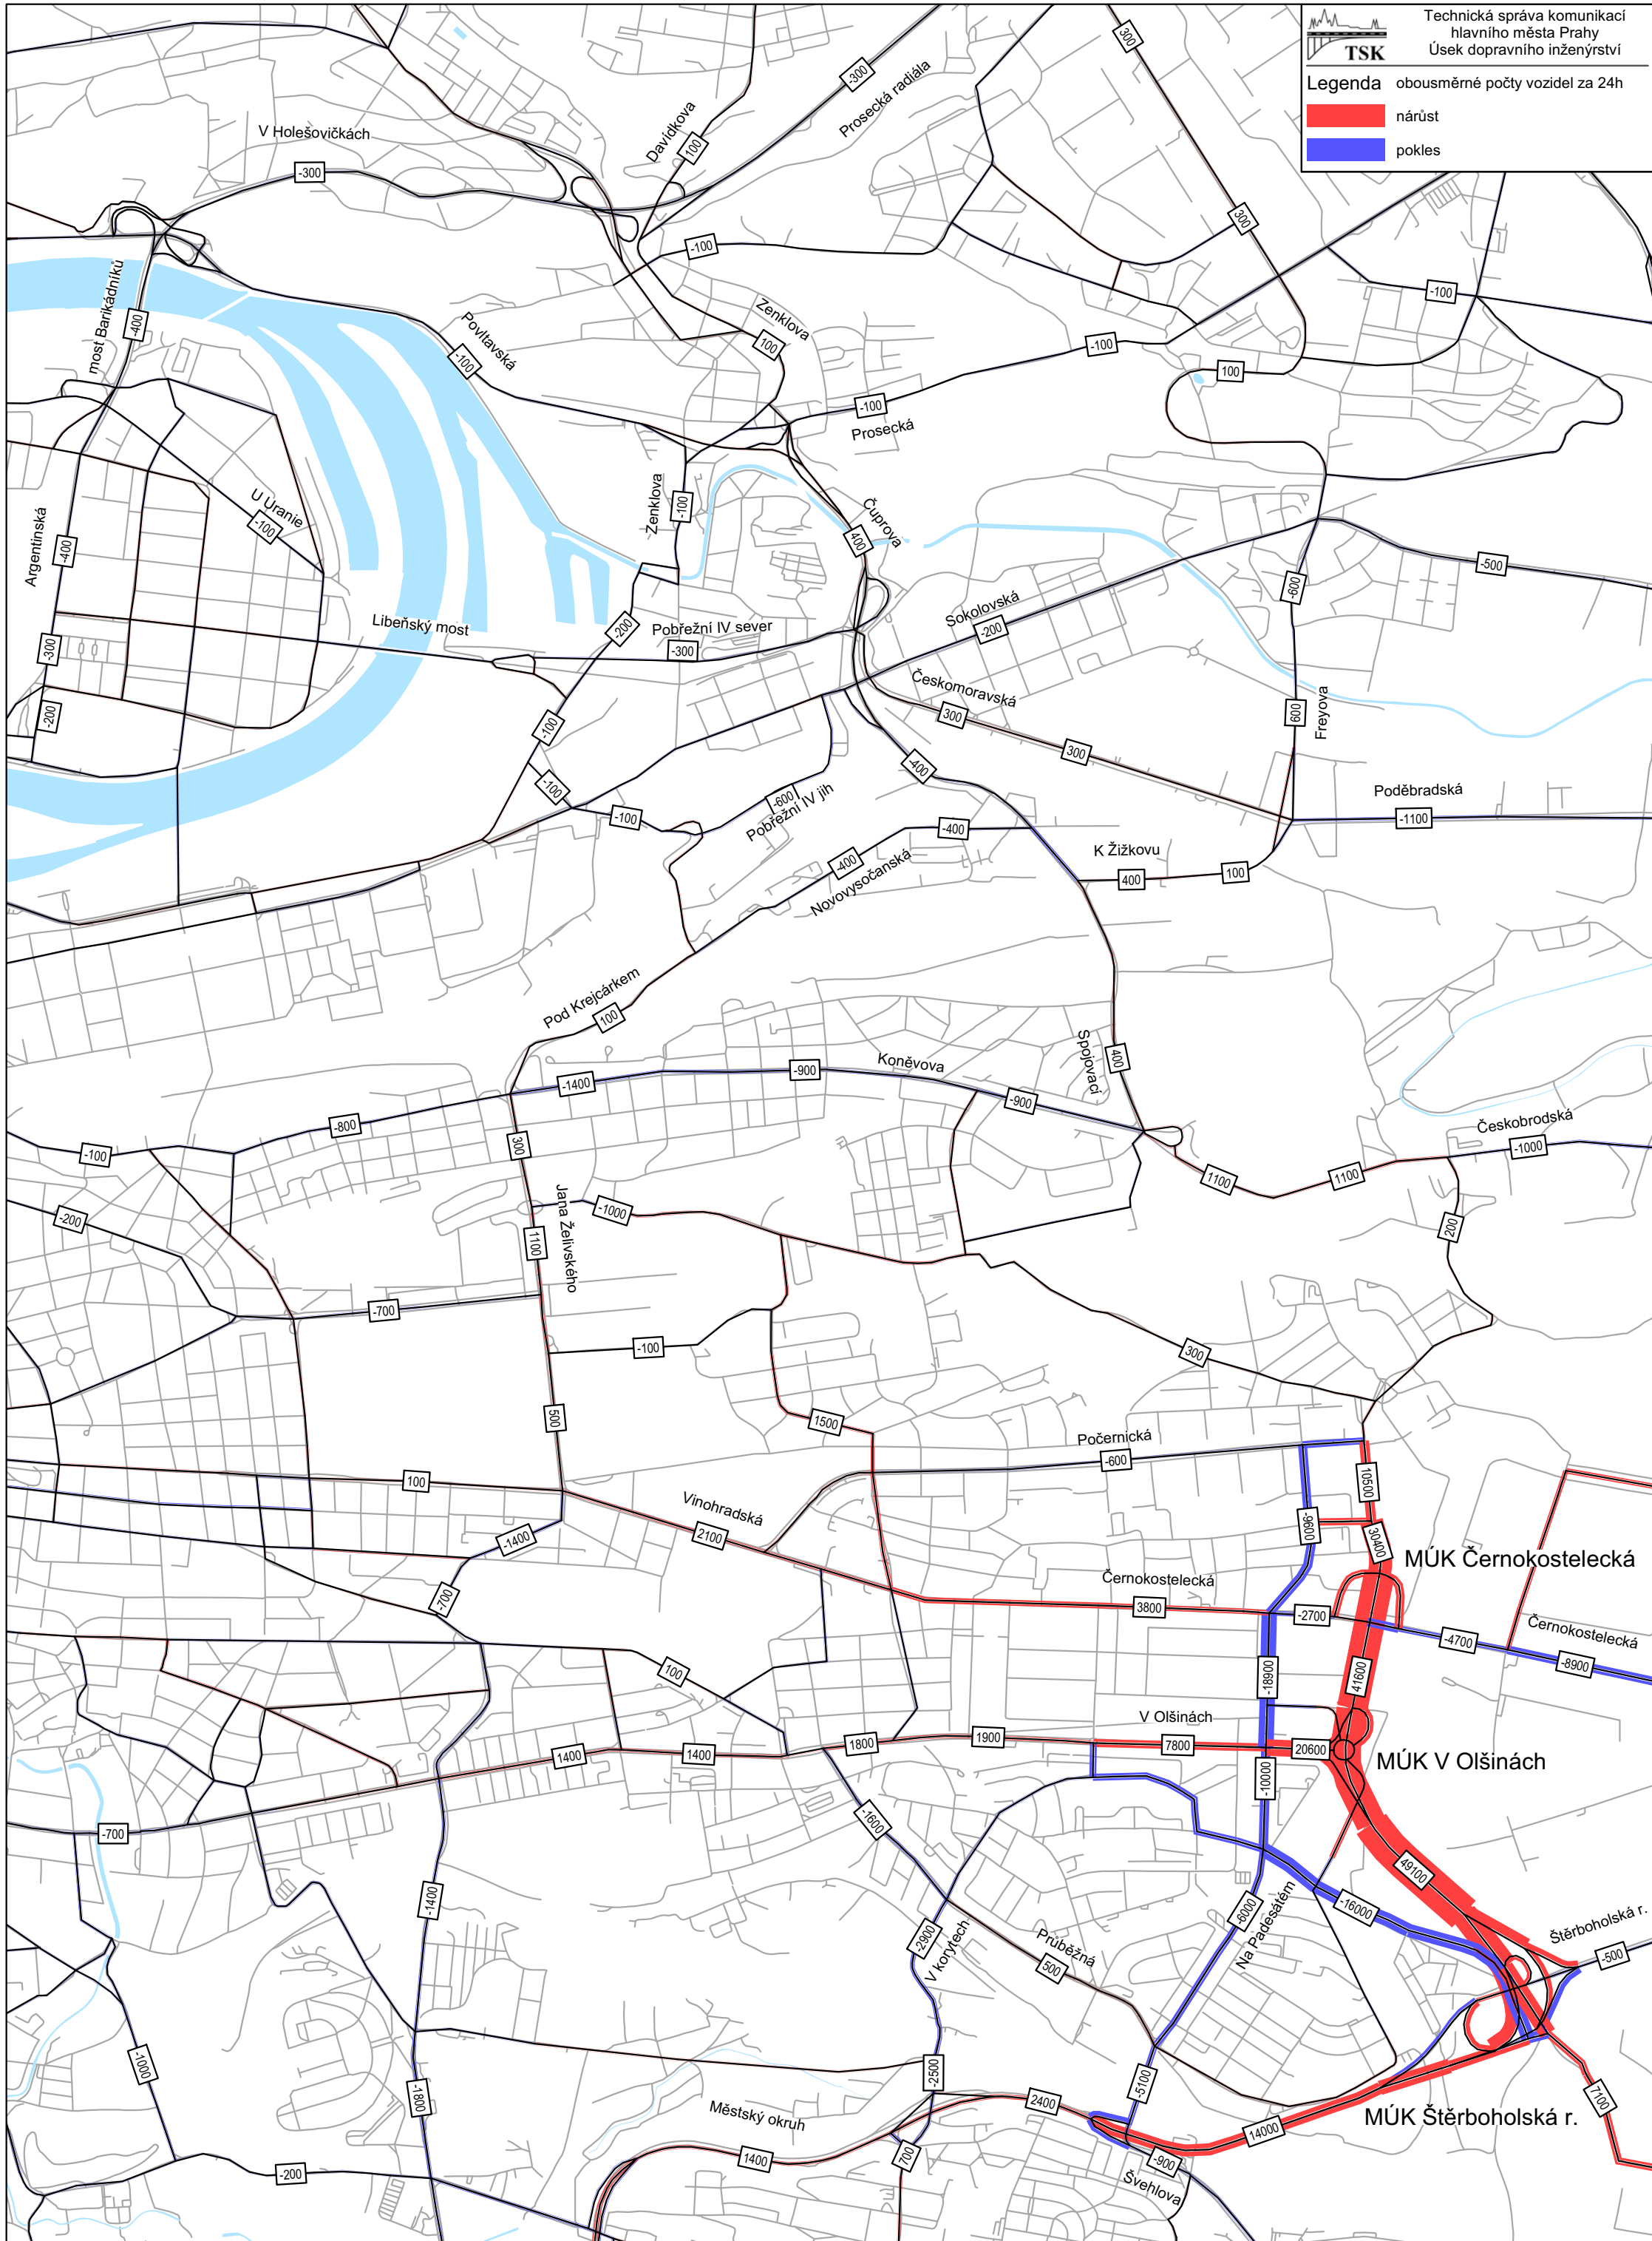 Technická správa komunikací
hlavního města Prahy
Úsek dopravního inženýrství
TSK
Legenda obousměrné počty vozidel za 24h
nárůst
pokles
300
-300
Prosecká radiála
Davidkova
100
V Holešovičkách
-300
300
-100
-100
most Barikádníků
-400
Povltavská
-100
Zenklova
100
-100
100
-100
Prosecká
U Uranie
-100
Zenklova
-100
Čuprova
400
Argentinská
-400
-500
-600
Libeňský most
-200
Pobřežní IV sever
-300
Sokolovská
-200
-300
-200
Českomoravská
300
300
600
Freyova
-100
-400
-100
-100
-600
Pobřežní IV jih
Poděbradská
-1100
-400
-400
Novovysočanská
K Žižkovu
400
100
Pod Krejcárkem
100
Spojovací
400
Koněvova
-1400
-900
-900
-800
-100
300
Českobrodská
-1000
1100
1100
-200
-1000
Jana Želivského
1100
200
-700
-100
300
500
1500
Počernická
-600
100
10500
Vinohradská
2100
-1400
-9600
30400
MÚK Černokostelecká
-700
Černokostelecká
3800
-2700
-4700
Černokostelecká
-8900
100
-18900
41600
V Olšinách
1400
1400
1800
1900
7800
20600
MÚK V Olšinách
-10000
-700
-1600
49100
-1400
-16000
-6000
Na Padesátém
-2900
V korytech
Průběžná
500
Štěrboholská r.
-500
-1000
-1800
-2500
-5100
7100
Městský okruh
2400
14000
MÚK Štěrboholská r.
1400
700
-900
Švehlova
-200